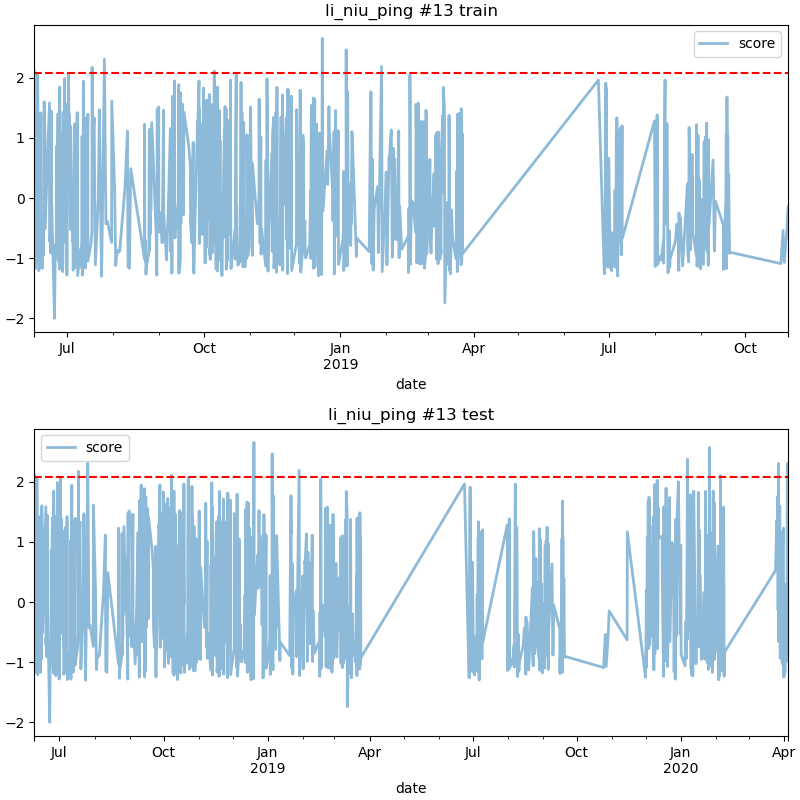 li_niu_ping #13 train
score
2
1
0
−1
−2
Jul Oct Jan Apr Jul Oct
2019
date
li_niu_ping #13 test
score
2
1
0
−1
−2
Jul Oct Jan Apr Jul Oct Jan Apr
2019 2020
date